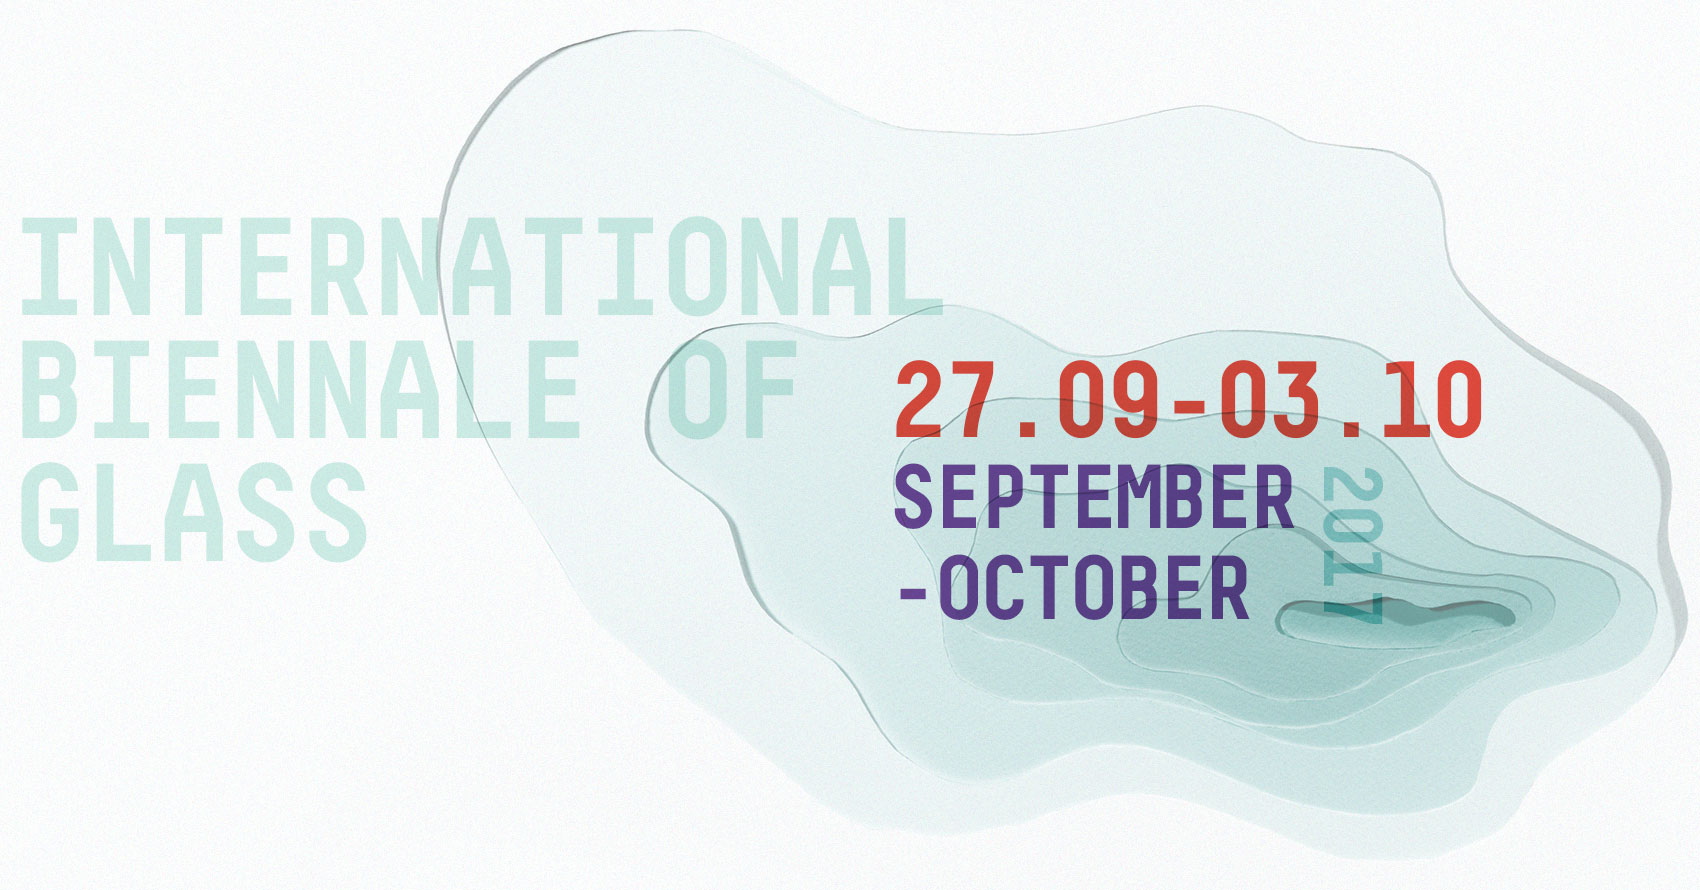 INTERNATIONAL
BIENNALE OF
GLASS
27.09-03.10
SEPTEMBER
-OCTOBER
2017